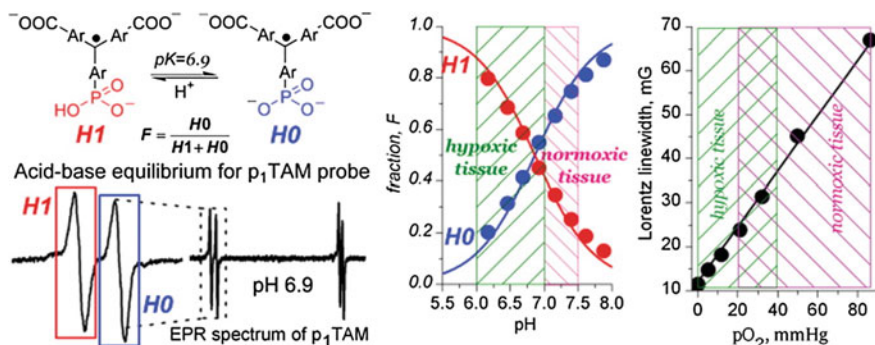 ⁻OOC COO⁻ ⁻OOC COO⁻
Ar Ar Ar Ar
pK=6.9
Ar H⁺ Ar
HO P O O⁻ ⁻O P O O⁻
H1 F = H0 / H1 + H0 H0
Acid-base equilibrium for p₁TAM probe
H1
H0
pH 6.9
EPR spectrum of p₁TAM
fraction, F
1.0
0.8
0.6
0.4
0.2
0.0
H1
H0
hypoxic
tissue
normoxic
tissue
5.5 6.0 6.5 7.0 7.5 8.0
pH
Lorentz linewidth, mG
70
60
50
40
30
20
10
hypoxic tissue
normoxic tissue
0 20 40 60 80
pO₂, mmHg